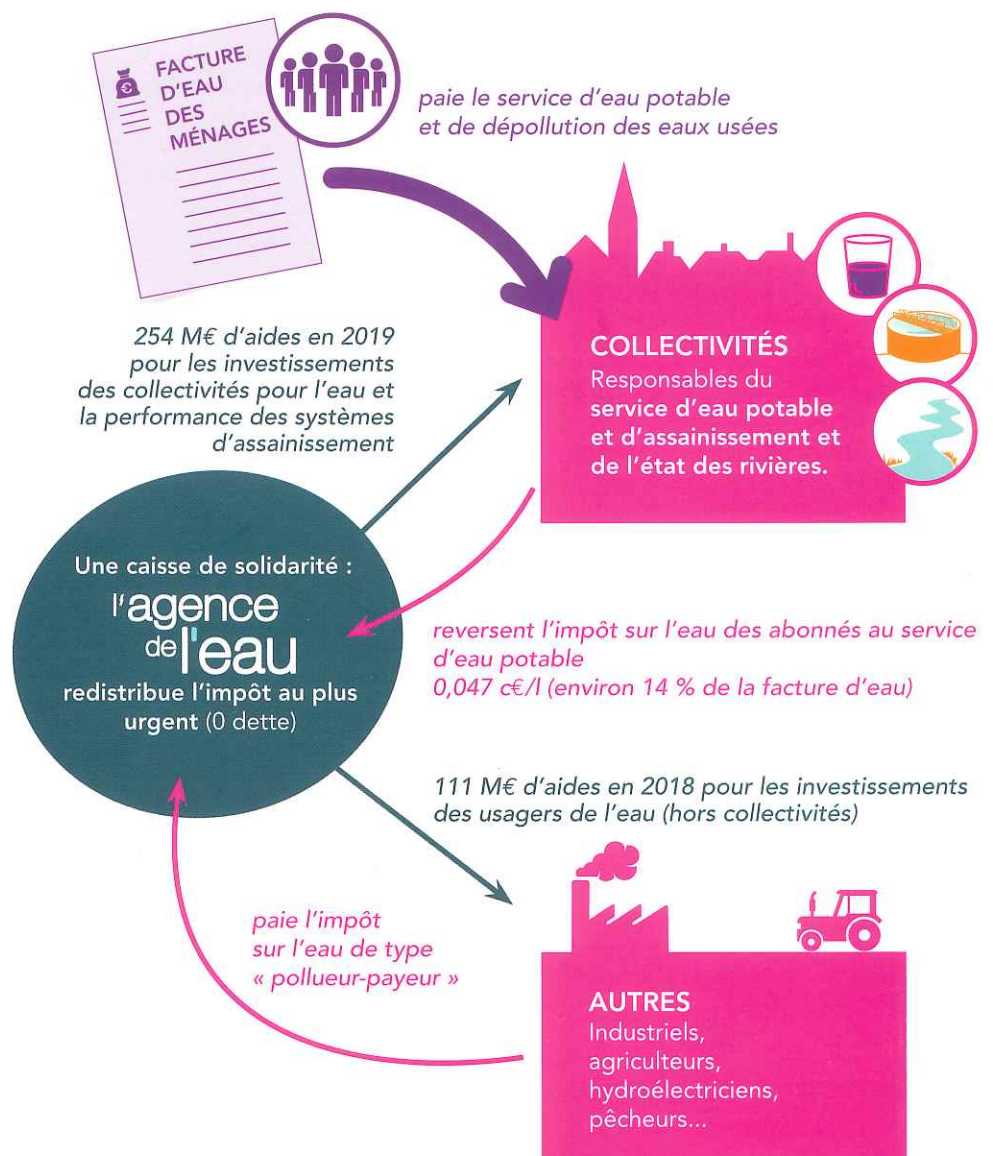 FACTURE
D'EAU
DES
MÉNAGES
€
paie le service d'eau potable
et de dépollution des eaux usées
254 M€ d'aides en 2019
pour les investissements
des collectivités pour l'eau et
la performance des systèmes
d'assainissement
COLLECTIVITÉS
Responsables du
service d'eau potable
et d'assainissement et
de l'état des rivières.
Une caisse de solidarité :
l'agence
de l'eau
redistribue l'impôt au plus
urgent (0 dette)
reversent l'impôt sur l'eau des abonnés au service
d'eau potable
0,047 c€/l (environ 14 % de la facture d'eau)
111 M€ d'aides en 2018 pour les investissements
des usagers de l'eau (hors collectivités)
paie l'impôt
sur l'eau de type
« pollueur-payeur »
AUTRES
Industriels,
agriculteurs,
hydroélectriciens,
pêcheurs...